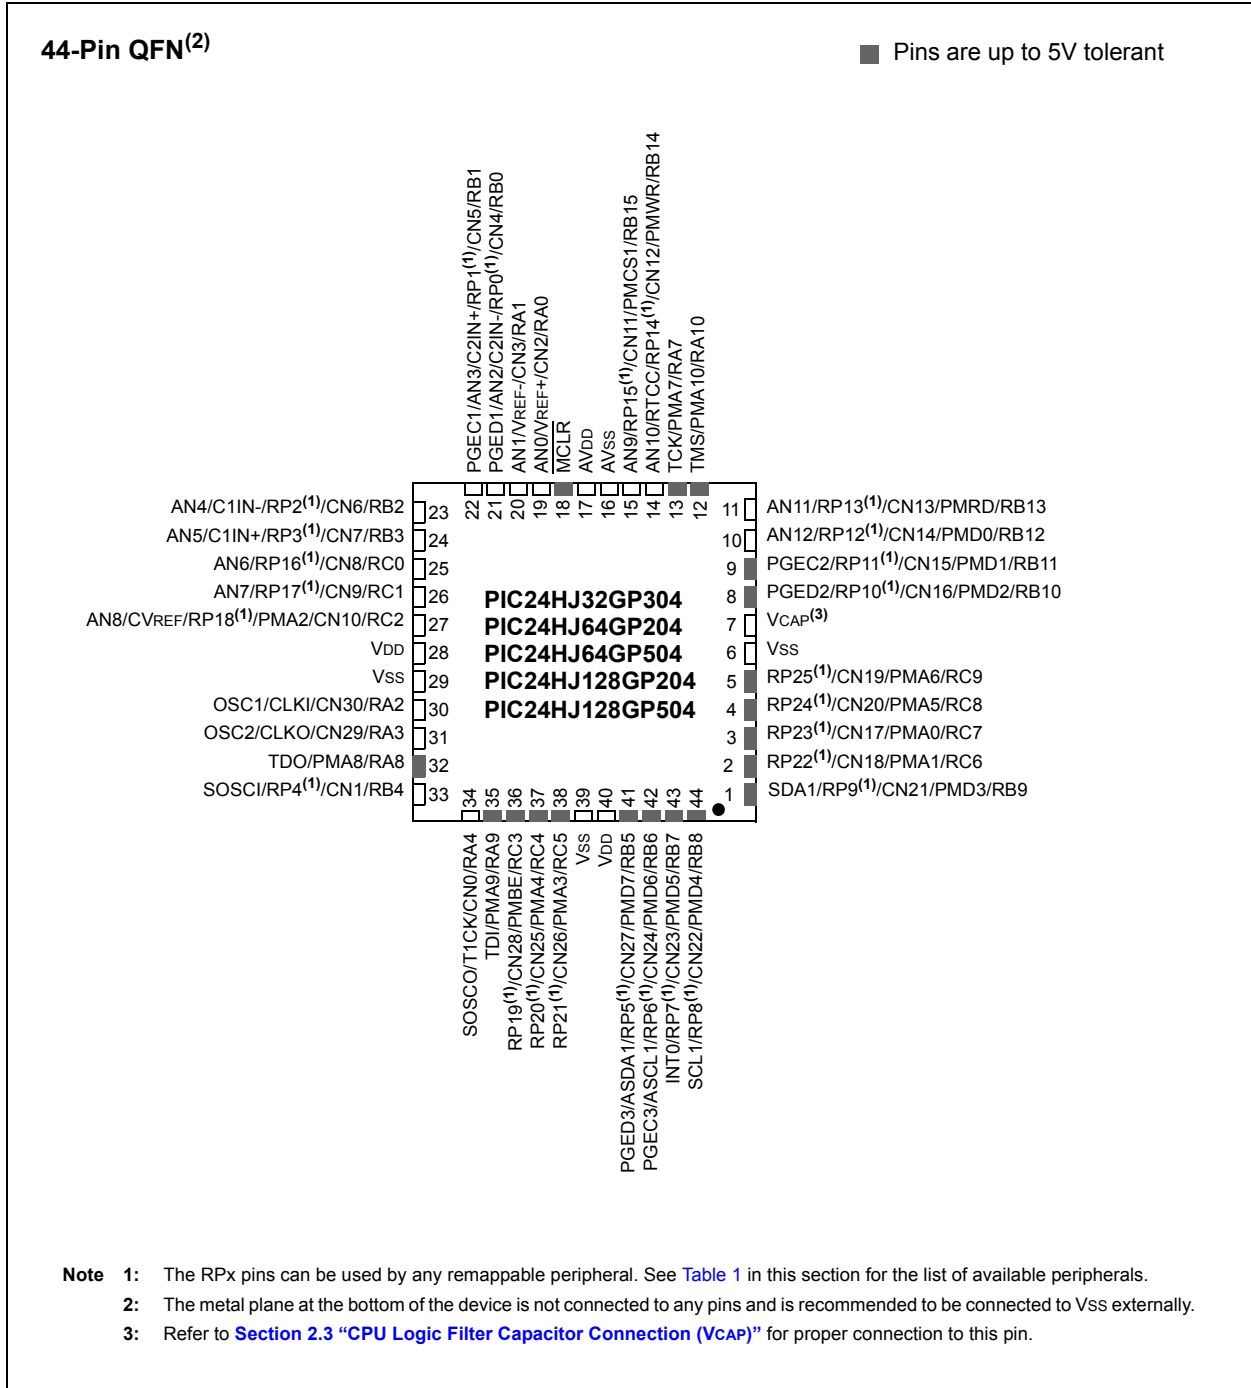 44-Pin QFN(2)
Pins are up to 5V tolerant
PGEC1/AN3/C2IN+/RP1(1)/CN5/RB1
PGED1/AN2/C2IN-/RP0(1)/CN4/RB0
AN1/VREF-/CN3/RA1
AN0/VREF+/CN2/RA0
MCLR
AVDD
AVSS
AN9/RP15(1)/CN11/PMCS1/RB15
AN10/RTCC/RP14(1)/CN12/PMWR/RB14
TCK/PMA7/RA7
TMS/PMA10/RA10
22 21 20 19 18 17 16 15 14 13 12
AN4/C1IN-/RP2(1)/CN6/RB2 23
AN5/C1IN+/RP3(1)/CN7/RB3 24
AN6/RP16(1)/CN8/RC0 25
AN7/RP17(1)/CN9/RC1 26
AN8/CVREF/RP18(1)/PMA2/CN10/RC2 27
VDD 28
VSS 29
OSC1/CLKI/CN30/RA2 30
OSC2/CLKO/CN29/RA3 31
TDO/PMA8/RA8 32
SOSCI/RP4(1)/CN1/RB4 33
PIC24HJ32GP304
PIC24HJ64GP204
PIC24HJ64GP504
PIC24HJ128GP204
PIC24HJ128GP504
11 AN11/RP13(1)/CN13/PMRD/RB13
10 AN12/RP12(1)/CN14/PMD0/RB12
9 PGEC2/RP11(1)/CN15/PMD1/RB11
8 PGED2/RP10(1)/CN16/PMD2/RB10
7 VCAP(3)
6 VSS
5 RP25(1)/CN19/PMA6/RC9
4 RP24(1)/CN20/PMA5/RC8
3 RP23(1)/CN17/PMA0/RC7
2 RP22(1)/CN18/PMA1/RC6
1 SDA1/RP9(1)/CN21/PMD3/RB9
34 35 36 37 38 39 40 41 42 43 44
SOSCO/T1CK/CN0/RA4
TDI/PMA9/RA9
RP19(1)/CN28/PMBE/RC3
RP20(1)/CN25/PMA4/RC4
RP21(1)/CN26/PMA3/RC5
VSS
VDD
PGED3/ASDA1/RP5(1)/CN27/PMD7/RB5
PGEC3/ASCL1/RP6(1)/CN24/PMD6/RB6
INT0/RP7(1)/CN23/PMD5/RB7
SCL1/RP8(1)/CN22/PMD4/RB8
Note 1: The RPx pins can be used by any remappable peripheral. See Table 1 in this section for the list of available peripherals.
2: The metal plane at the bottom of the device is not connected to any pins and is recommended to be connected to VSS externally.
3: Refer to Section 2.3 “CPU Logic Filter Capacitor Connection (VCAP)” for proper connection to this pin.